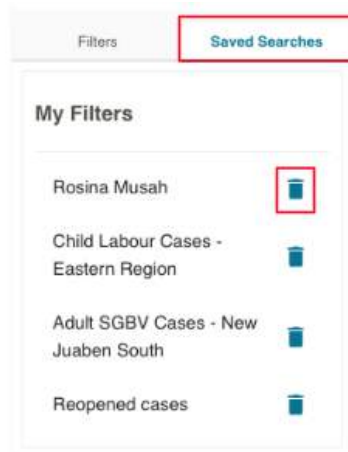 Filters Saved Searches
My Filters
Rosina Musah
Child Labour Cases -
Eastern Region
Adult SGBV Cases - New
Juaben South
Reopened cases